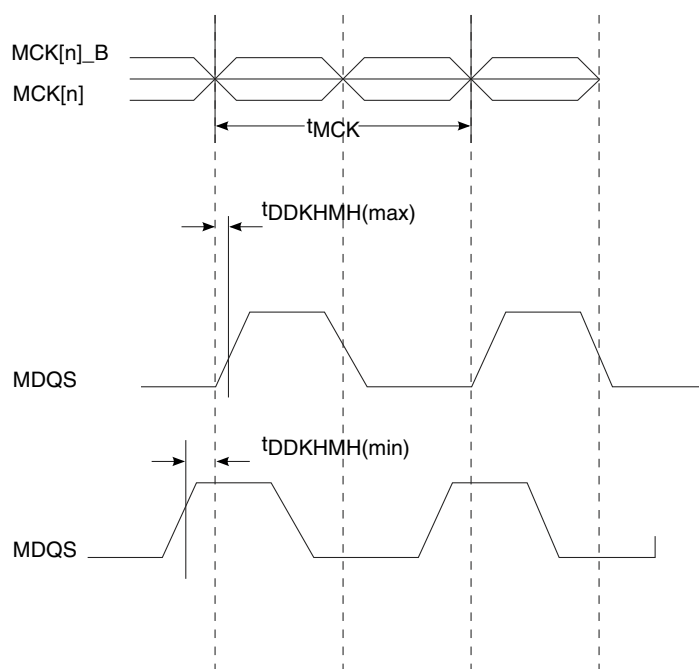 MCK[n]_B
MCK[n]
tMCK
tDDKHMH(max)
MDQS
tDDKHMH(min)
MDQS